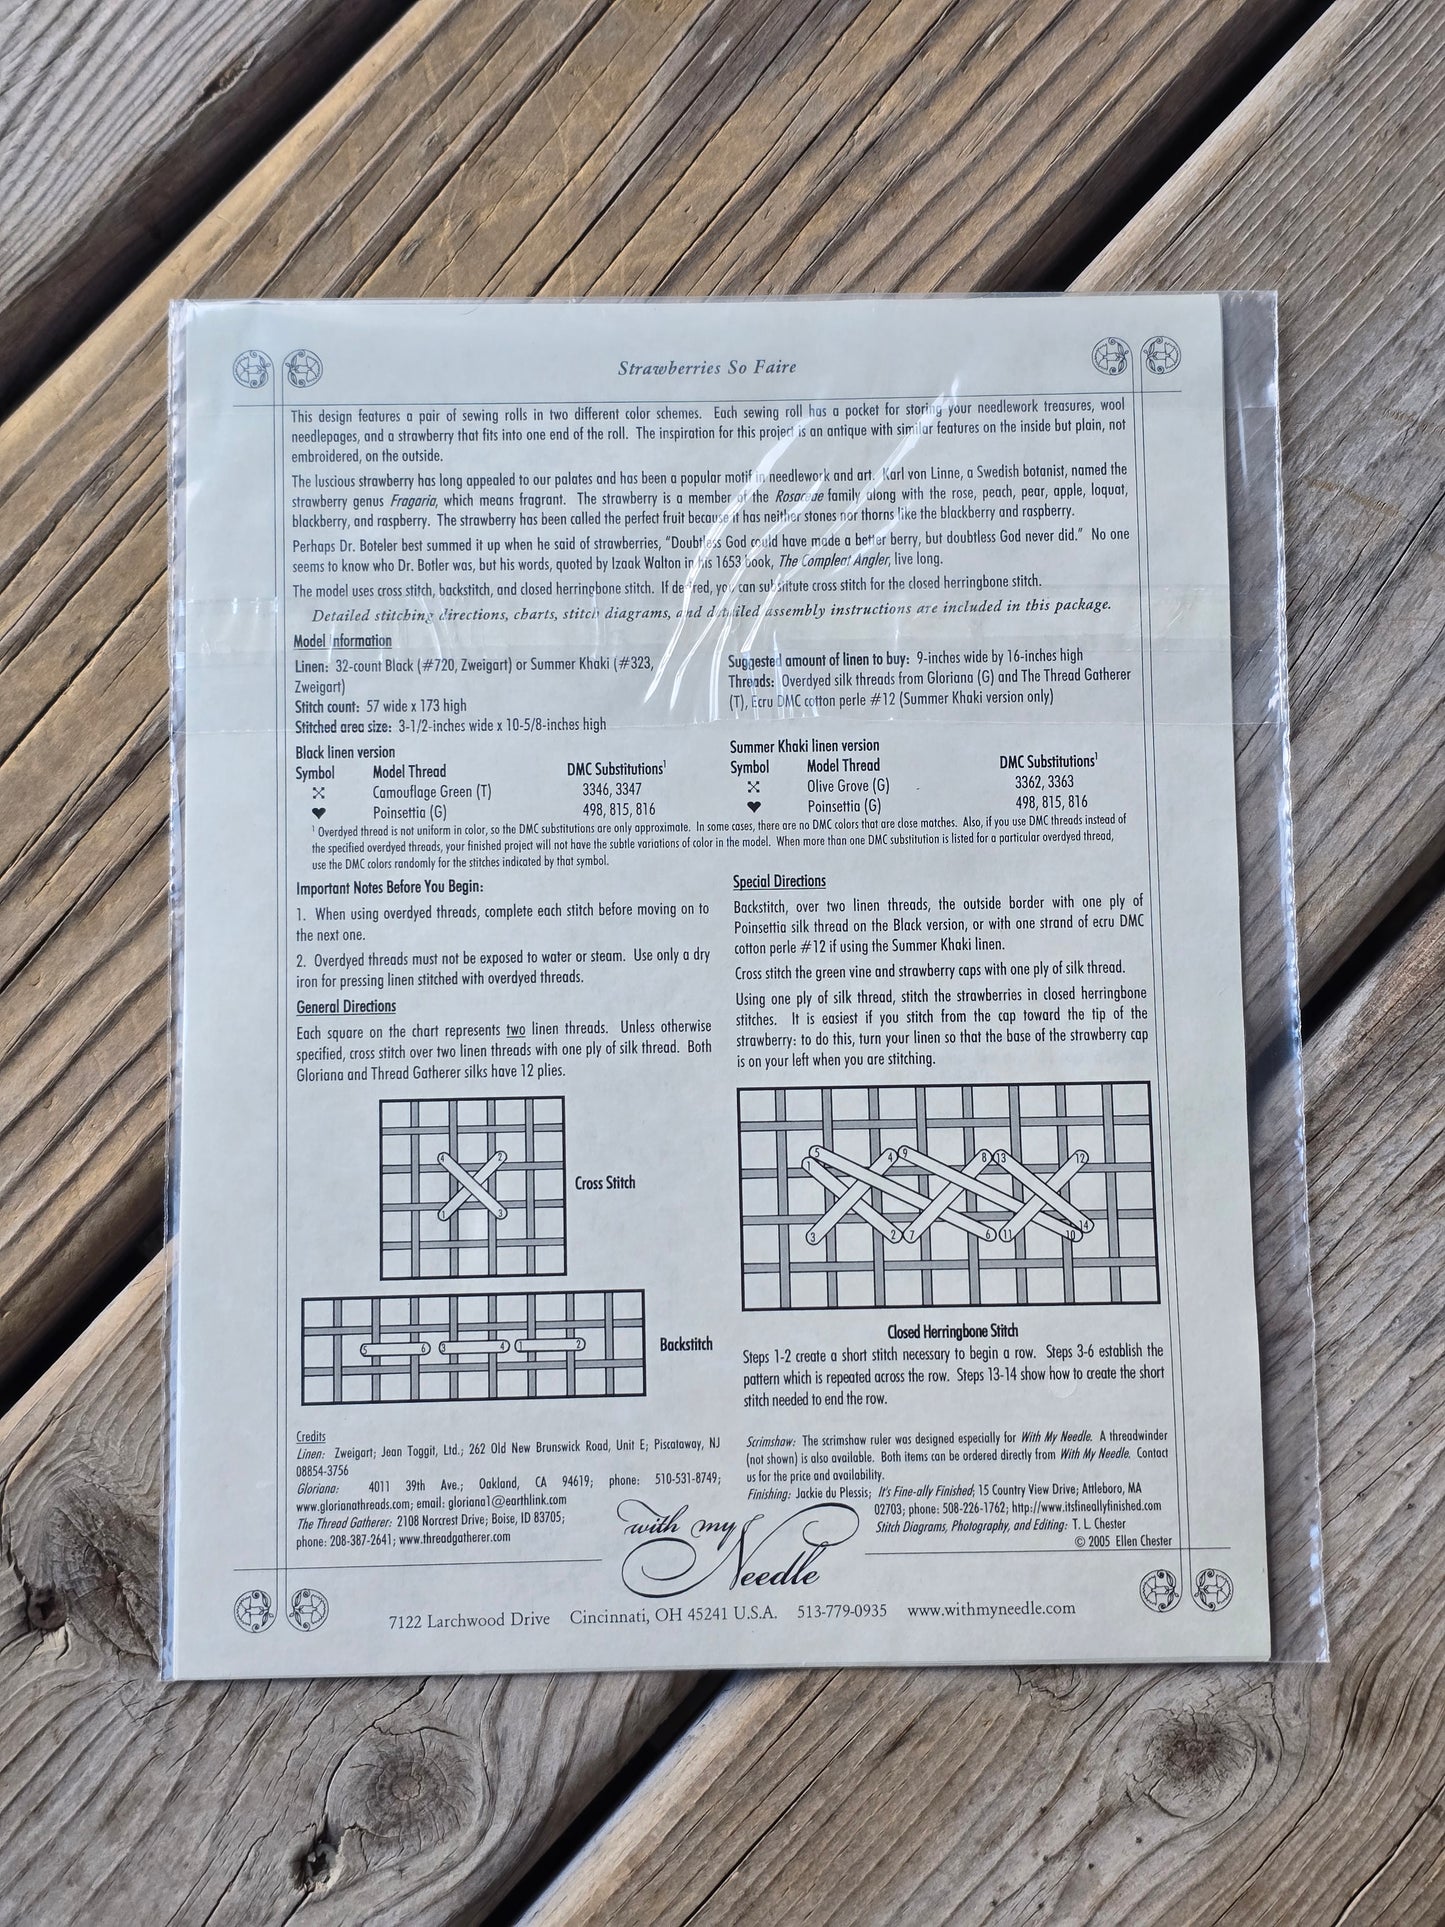 Strawberries So Faire
This design features a pair of sewing rolls in two different color schemes. Each sewing roll has a pocket for storing your needlework treasures, wool
needlepages, and a strawberry that fits into one end of the roll. The inspiration for this project is an antique with similar features on the inside but plain, not
embroidered, on the outside.
The luscious strawberry has long appealed to our palates and has been a popular motif in needlework and art. Karl von Linne, a Swedish botanist, named the
strawberry genus Fragaria, which means fragrant. The strawberry is a member of the Rosaceae family along with the rose, peach, pear, apple, loquat,
blackberry, and raspberry. The strawberry has been called the perfect fruit because it has neither stones nor thorns like the blackberry and raspberry.
Perhaps Dr. Boteler best summed it up when he said of strawberries, "Doubtless God could have made a better berry, but doubtless God never did." No one
seems to know who Dr. Botler was, but his words, quoted by Izaak Walton in his 1653 book, The Compleat Angler, live long.
The model uses cross stitch, backstitch, and closed herringbone stitch. If desired, you can substitute cross stitch for the closed herringbone stitch.
Detailed stitching directions, charts, stitch diagrams, and detailed assembly instructions are included in this package.
Model Information
Linen: 32-count Black (#720, Zweigart) or Summer Khaki (#323,
Zweigart)
Stitch count: 57 wide x 173 high
Stitched area size: 3-1/2-inches wide x 10-5/8-inches high
Suggested amount of linen to buy: 9-inches wide by 16-inches high
Threads: Overdyed silk threads from Gloriana (G) and The Thread Gatherer
(T), Ecru DMC cotton perle #12 (Summer Khaki version only)
Black linen version
Symbol Model Thread DMC Substitutions¹
Camouflage Green (T) 3346, 3347
♥ Poinsettia (G) 498, 815, 816
Summer Khaki linen version
Symbol Model Thread DMC Substitutions¹
Olive Grove (G) 3362, 3363
♥ Poinsettia (G) 498, 815, 816
¹ Overdyed thread is not uniform in color, so the DMC substitutions are only approximate. In some cases, there are no DMC colors that are close matches. Also, if you use DMC threads instead of
the specified overdyed threads, your finished project will not have the subtle variations of color in the model. When more than one DMC substitution is listed for a particular overdyed thread,
use the DMC colors randomly for the stitches indicated by that symbol.
Important Notes Before You Begin:
1. When using overdyed threads, complete each stitch before moving on to
the next one.
2. Overdyed threads must not be exposed to water or steam. Use only a dry
iron for pressing linen stitched with overdyed threads.
General Directions
Each square on the chart represents two linen threads. Unless otherwise
specified, cross stitch over two linen threads with one ply of silk thread. Both
Gloriana and Thread Gatherer silks have 12 plies.
4 2
1 3
Cross Stitch
5 6 3 4 1 2
Backstitch
Special Directions
Backstitch, over two linen threads, the outside border with one ply of
Poinsettia silk thread on the Black version, or with one strand of ecru DMC
cotton perle #12 if using the Summer Khaki linen.
Cross stitch the green vine and strawberry caps with one ply of silk thread.
Using one ply of silk thread, stitch the strawberries in closed herringbone
stitches. It is easiest if you stitch from the cap toward the tip of the
strawberry: to do this, turn your linen so that the base of the strawberry cap
is on your left when you are stitching.
5 4 9 8 13 12
1
14
3 2 7 6 11 10
Closed Herringbone Stitch
Steps 1-2 create a short stitch necessary to begin a row. Steps 3-6 establish the
pattern which is repeated across the row. Steps 13-14 show how to create the short
stitch needed to end the row.
Credits
Linen: Zweigart; Joan Toggit, Ltd.; 262 Old New Brunswick Road, Unit E; Piscataway, NJ
08854-3756
Gloriana: 4011 39th Ave.; Oakland, CA 94619; phone: 510-531-8749;
www.glorianathreads.com; email: gloriana1@earthlink.com
The Thread Gatherer: 2108 Norcrest Drive; Boise, ID 83705;
phone: 208-387-2641; www.threadgatherer.com
Scrimshaw: The scrimshaw ruler was designed especially for With My Needle. A threadwinder
(not shown) is also available. Both items can be ordered directly from With My Needle. Contact
us for the price and availability.
Finishing: Jackie du Plessis; It's Fine-ally Finished; 15 Country View Drive; Attleboro, MA
02703; phone: 508-226-1762; http://www.itsfineallyfinished.com
Stitch Diagrams, Photography, and Editing: T. L. Chester
© 2005 Ellen Chester
with my
Needle
7122 Larchwood Drive Cincinnati, OH 45241 U.S.A. 513-779-0935 www.withmyneedle.com